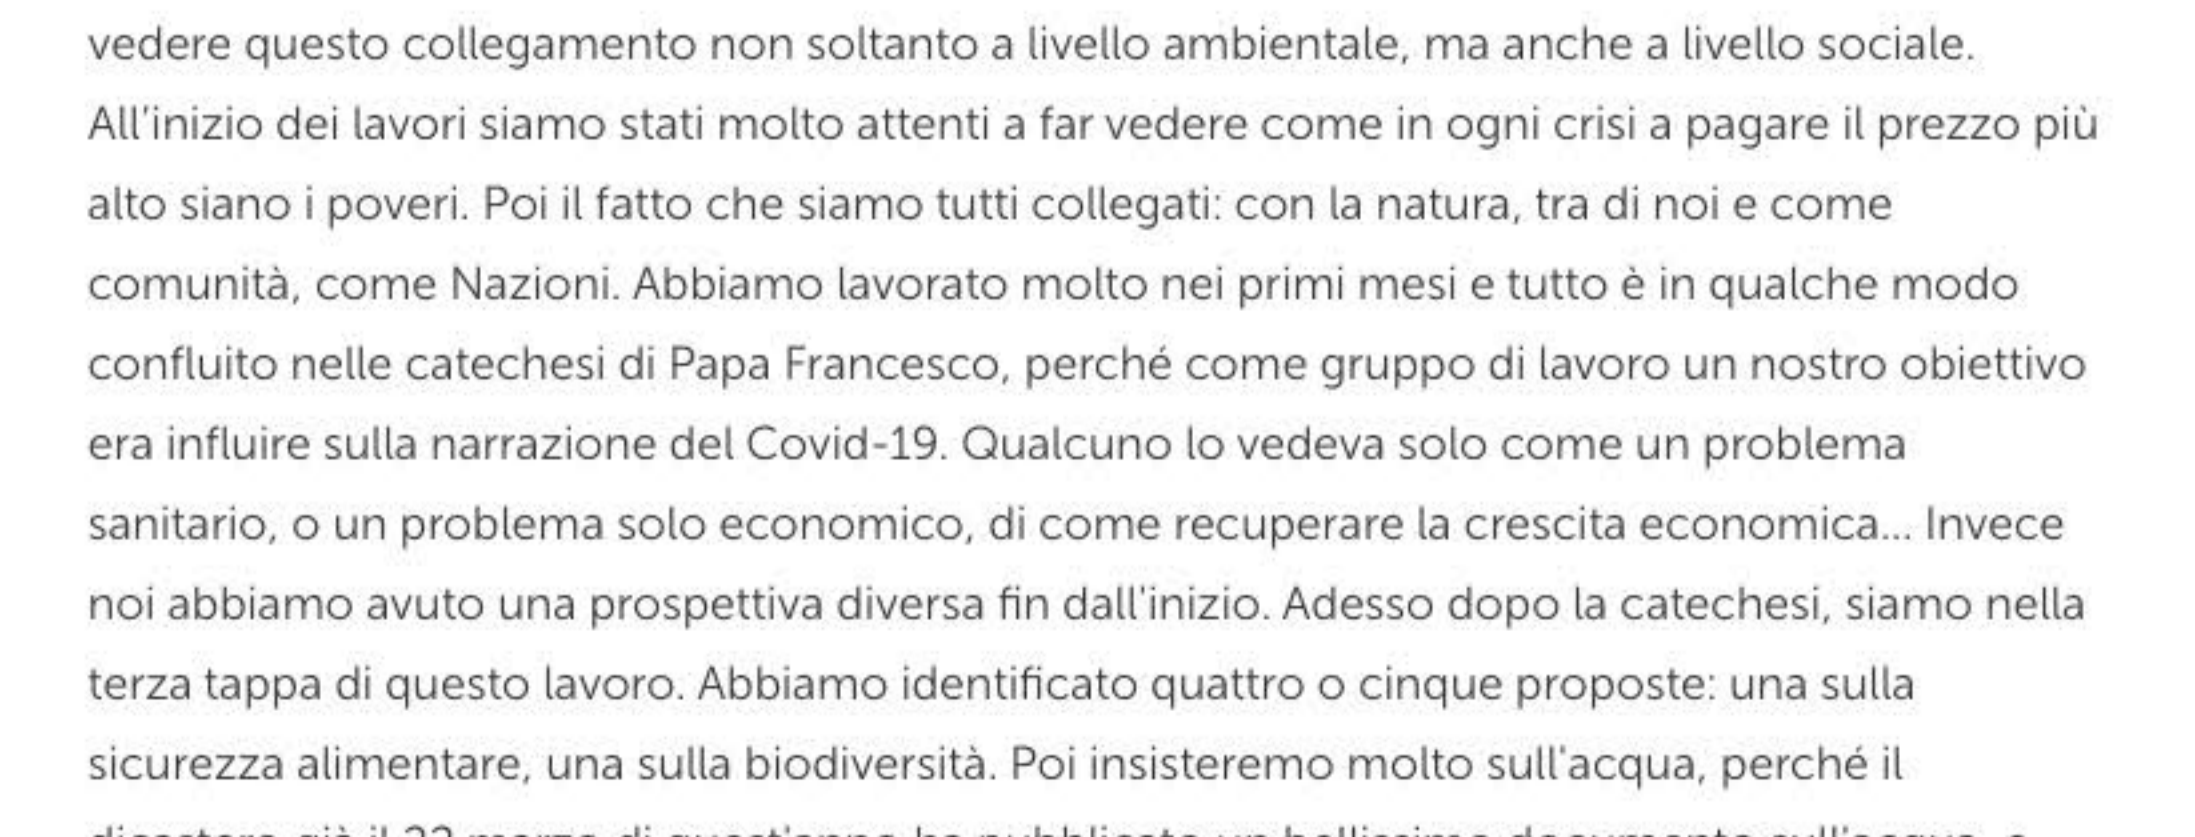 vedere questo collegamento non soltanto a livello ambientale, ma anche a livello sociale.
All'inizio dei lavori siamo stati molto attenti a far vedere come in ogni crisi a pagare il prezzo più
alto siano i poveri. Poi il fatto che siamo tutti collegati: con la natura, tra di noi e come
comunità, come Nazioni. Abbiamo lavorato molto nei primi mesi e tutto è in qualche modo
confluito nelle catechesi di Papa Francesco, perché come gruppo di lavoro un nostro obiettivo
era influire sulla narrazione del Covid-19. Qualcuno lo vedeva solo come un problema
sanitario, o un problema solo economico, di come recuperare la crescita economica... Invece
noi abbiamo avuto una prospettiva diversa fin dall'inizio. Adesso dopo la catechesi, siamo nella
terza tappa di questo lavoro. Abbiamo identificato quattro o cinque proposte: una sulla
sicurezza alimentare, una sulla biodiversità. Poi insisteremo molto sull'acqua, perché il